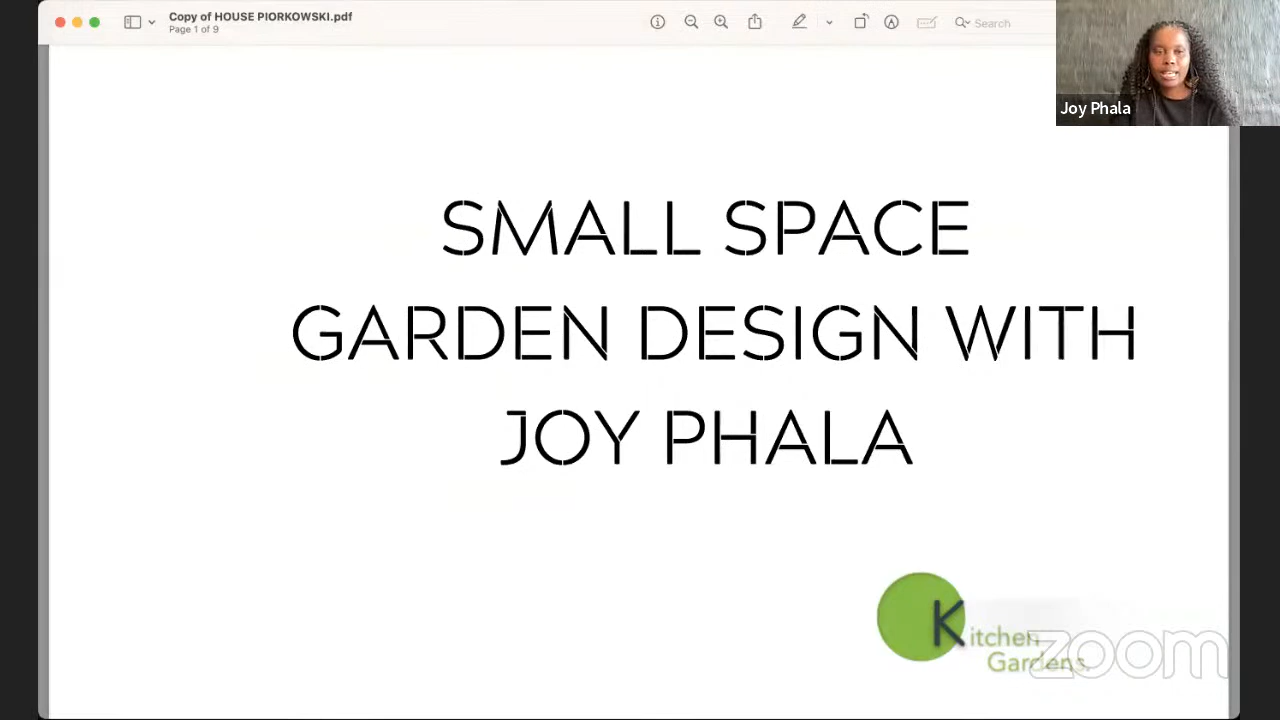 Copy of HOUSE PIORKOWSKI.pdf
Page 1 of 9
Search
Joy Phala
SMALL SPACE
GARDEN DESIGN WITH
JOY PHALA
Kitchen
Gardens.
zoom